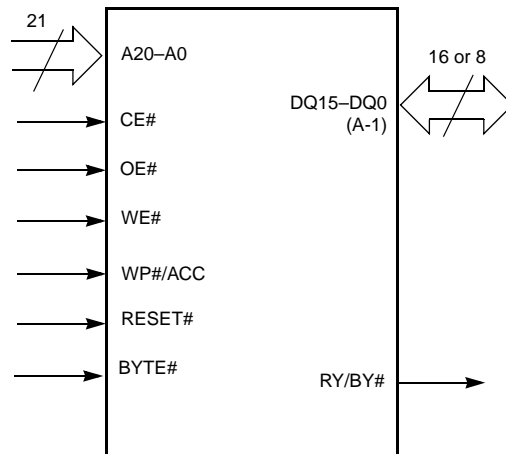 21
A20–A0
16 or 8
DQ15–DQ0
(A-1)
CE#
OE#
WE#
WP#/ACC
RESET#
BYTE#
RY/BY#